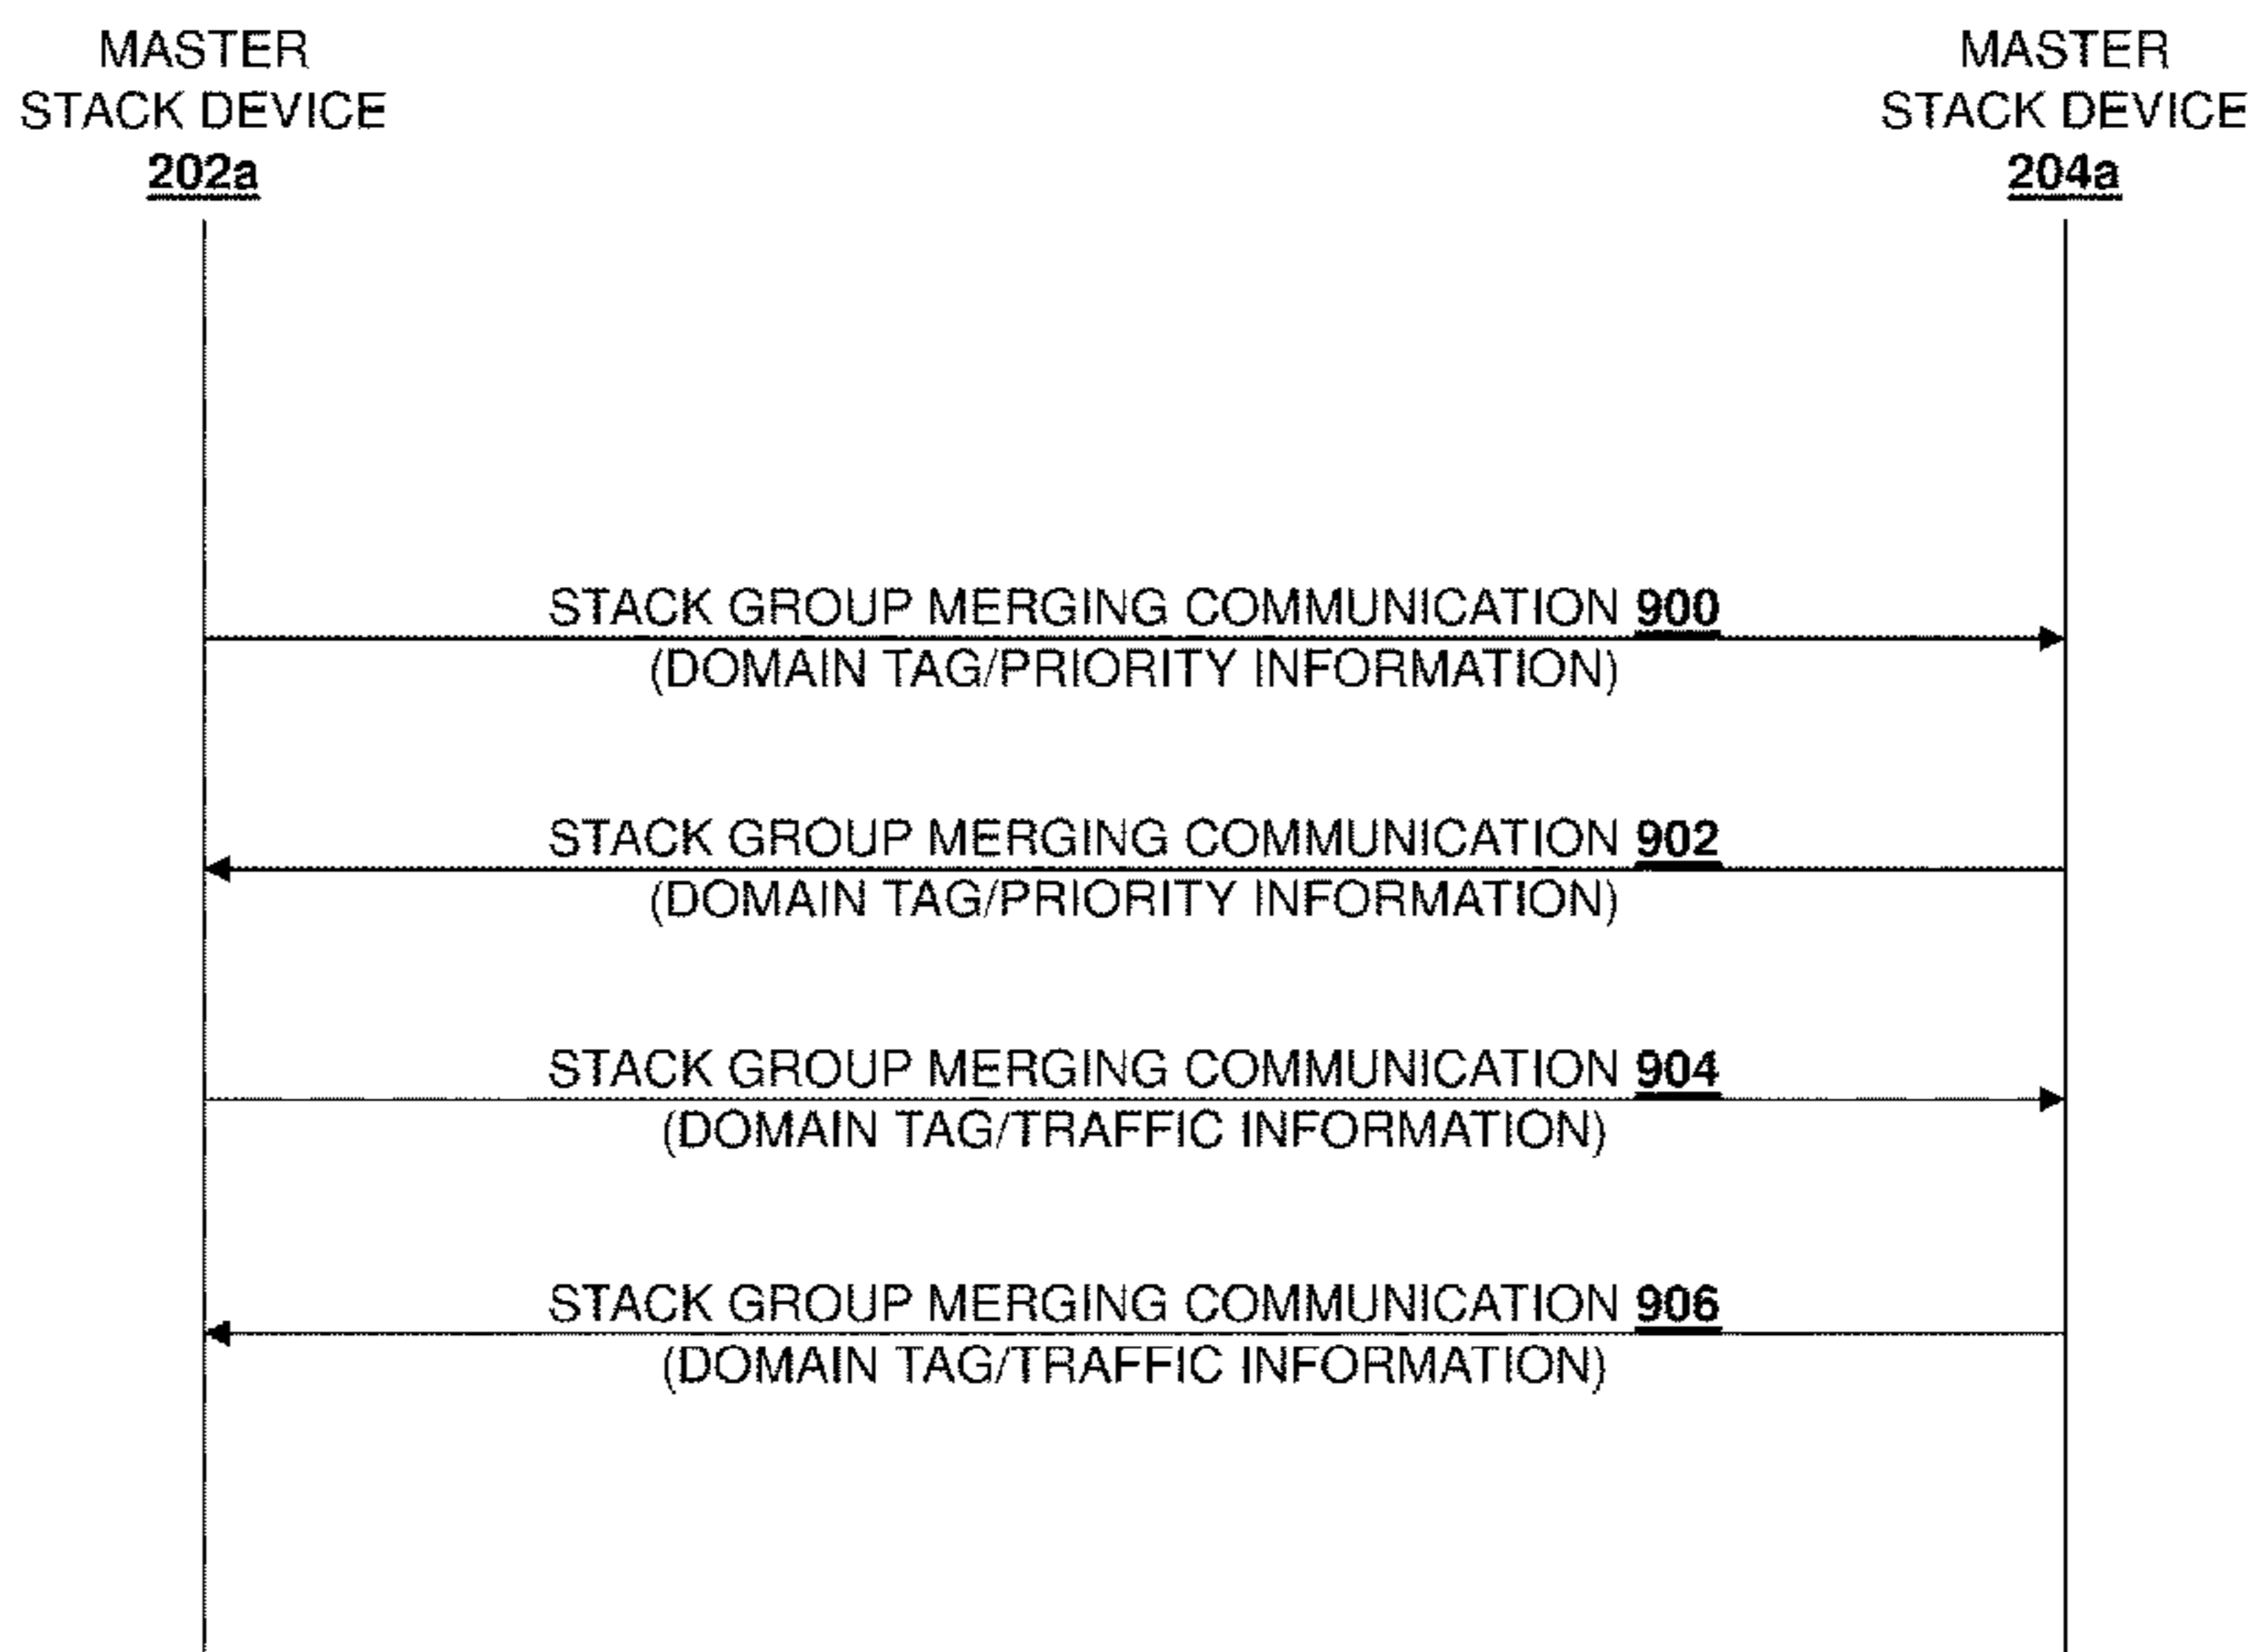 MASTER
STACK DEVICE
202a
MASTER
STACK DEVICE
204a
STACK GROUP MERGING COMMUNICATION 900
(DOMAIN TAG/PRIORITY INFORMATION)
STACK GROUP MERGING COMMUNICATION 902
(DOMAIN TAG/PRIORITY INFORMATION)
STACK GROUP MERGING COMMUNICATION 904
(DOMAIN TAG/TRAFFIC INFORMATION)
STACK GROUP MERGING COMMUNICATION 906
(DOMAIN TAG/TRAFFIC INFORMATION)